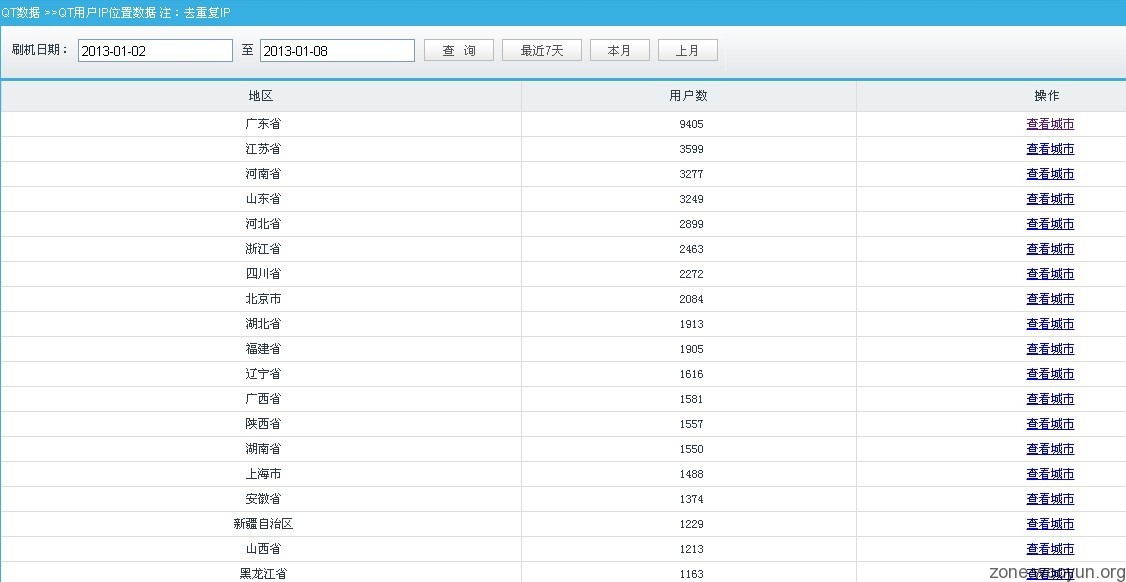 QT数据 >>QT用户IP位置数据 注：去重复IP
刷机日期： 2013-01-02 至 2013-01-08 查 询 最近7天 本月 上月
地区 用户数 操作
广东省 9405 查看城市
江苏省 3599 查看城市
河南省 3277 查看城市
山东省 3249 查看城市
河北省 2899 查看城市
浙江省 2463 查看城市
四川省 2272 查看城市
北京市 2084 查看城市
湖北省 1913 查看城市
福建省 1905 查看城市
辽宁省 1616 查看城市
广西省 1581 查看城市
陕西省 1557 查看城市
湖南省 1550 查看城市
上海市 1488 查看城市
安徽省 1374 查看城市
新疆自治区 1229 查看城市
山西省 1213 查看城市
黑龙江省 1163 查看城市
zone.wooyun.org